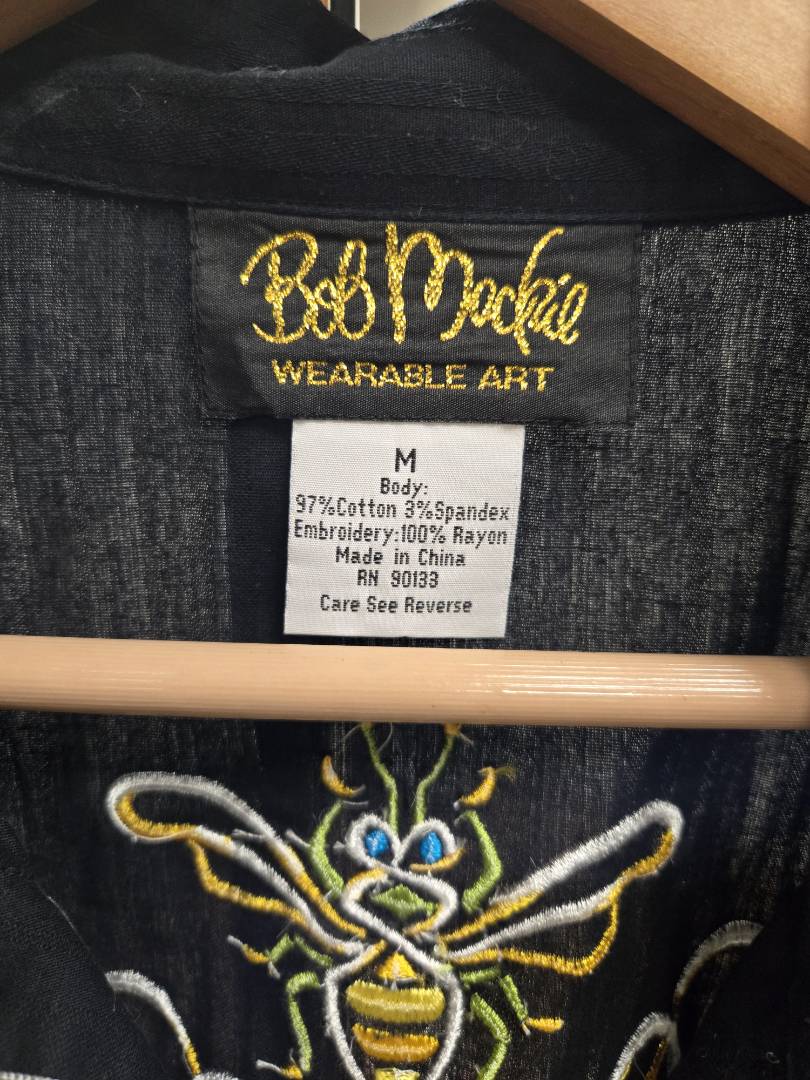 Bob Mackie
WEARABLE ART
M
Body:
97%Cotton 3%Spandex
Embroidery:100% Rayon
Made in China
RN 90133
Care See Reverse